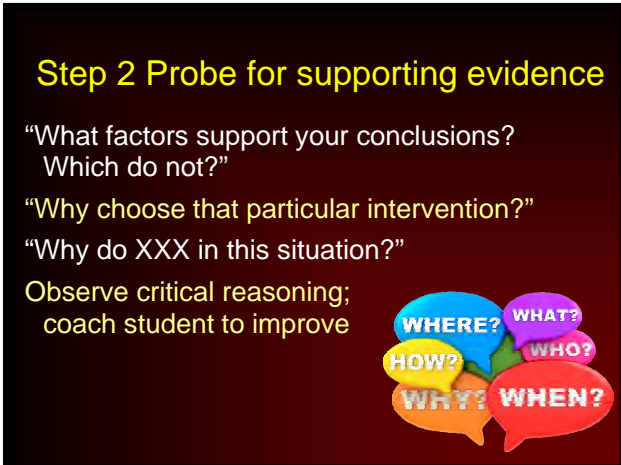 Step 2 Probe for supporting evidence
“What factors support your conclusions?
Which do not?”
“Why choose that particular intervention?”
“Why do XXX in this situation?”
Observe critical reasoning;
coach student to improve
WHERE?
WHAT?
HOW?
WHO?
WHY?
WHEN?